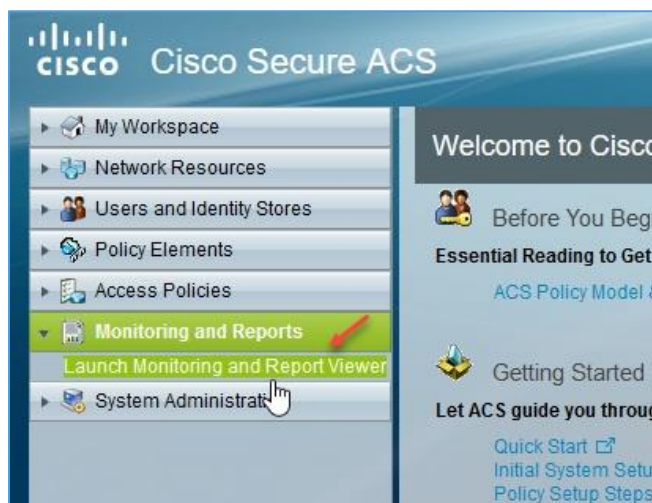 CISCO Cisco Secure ACS
My Workspace
Network Resources
Users and Identity Stores
Policy Elements
Access Policies
Monitoring and Reports
Launch Monitoring and Report Viewer
System Administrati
Welcome to Cisco
Before You Beg
Essential Reading to Get
ACS Policy Model &
Getting Started
Let ACS guide you throug
Quick Start
Initial System Setu
Policy Setup Steps